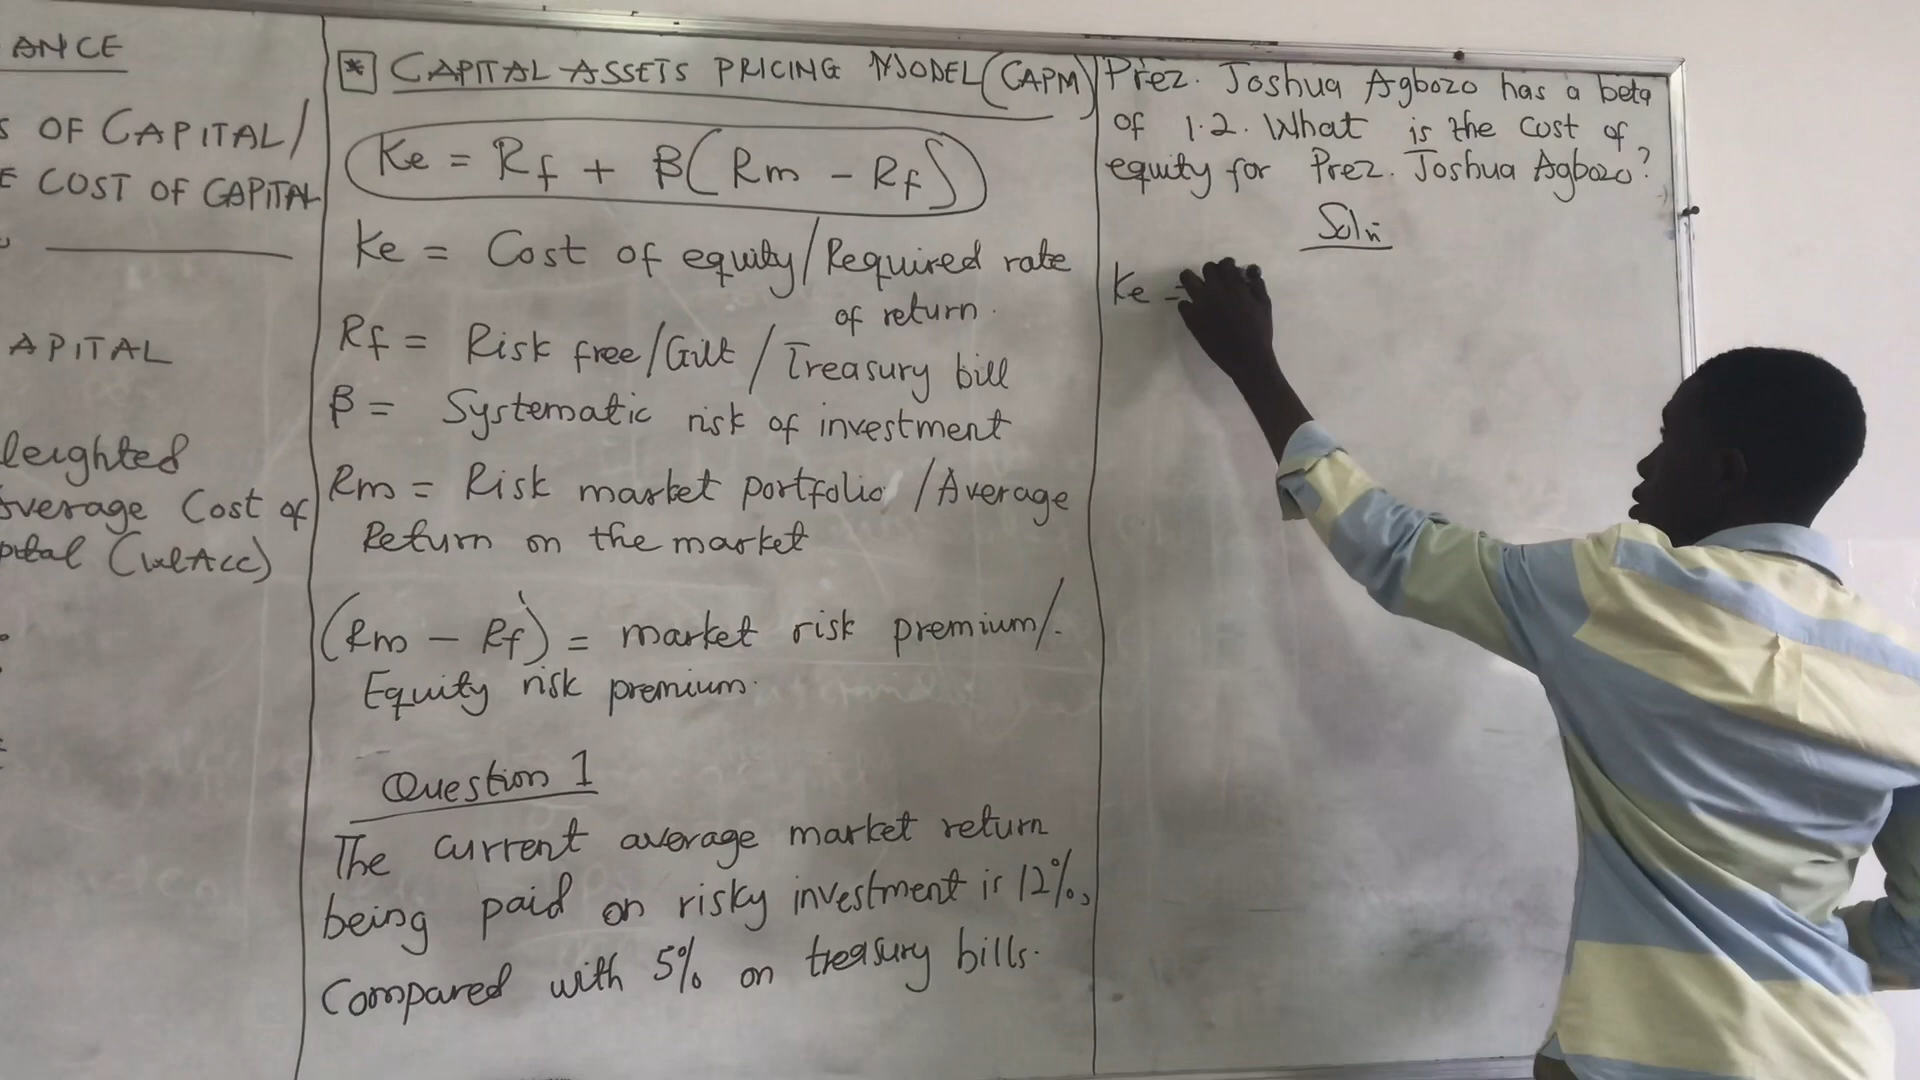 ANCE
S OF CAPITAL/
E COST OF CAPITAL
APITAL
leighted
Average Cost of
pital (WACC)
* CAPITAL ASSETS PRICING MODEL (CAPM)
Ke = Rf + β(Rm - Rf)
Ke = Cost of equity/Required rate
of return.
Rf = Risk free/Gilt/Treasury bill
β = Systematic risk of investment
Rm = Risk market portfolio/Average
Return on the market
(Rm - Rf) = market risk premium/.
Equity risk premium.
Question 1
The current average market return
being paid on risky investment is 12%,
Compared with 5% on treasury bills.
Prez. Joshua Agbozo has a beta
of 1.2. What is the cost of
equity for Prez. Joshua Agbozo?
Soln
Ke =